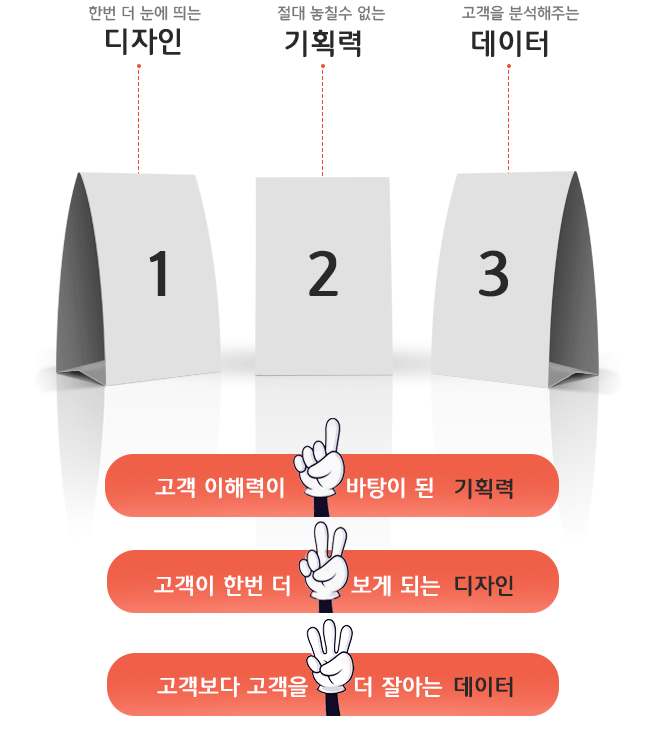 한번 더 눈에 띄는
디자인
절대 놓칠수 없는
기획력
고객을 분석해주는
데이터
1
2
3
고객 이해력이 바탕이 된 기획력
고객이 한번 더 보게 되는 디자인
고객보다 고객을 더 잘아는 데이터